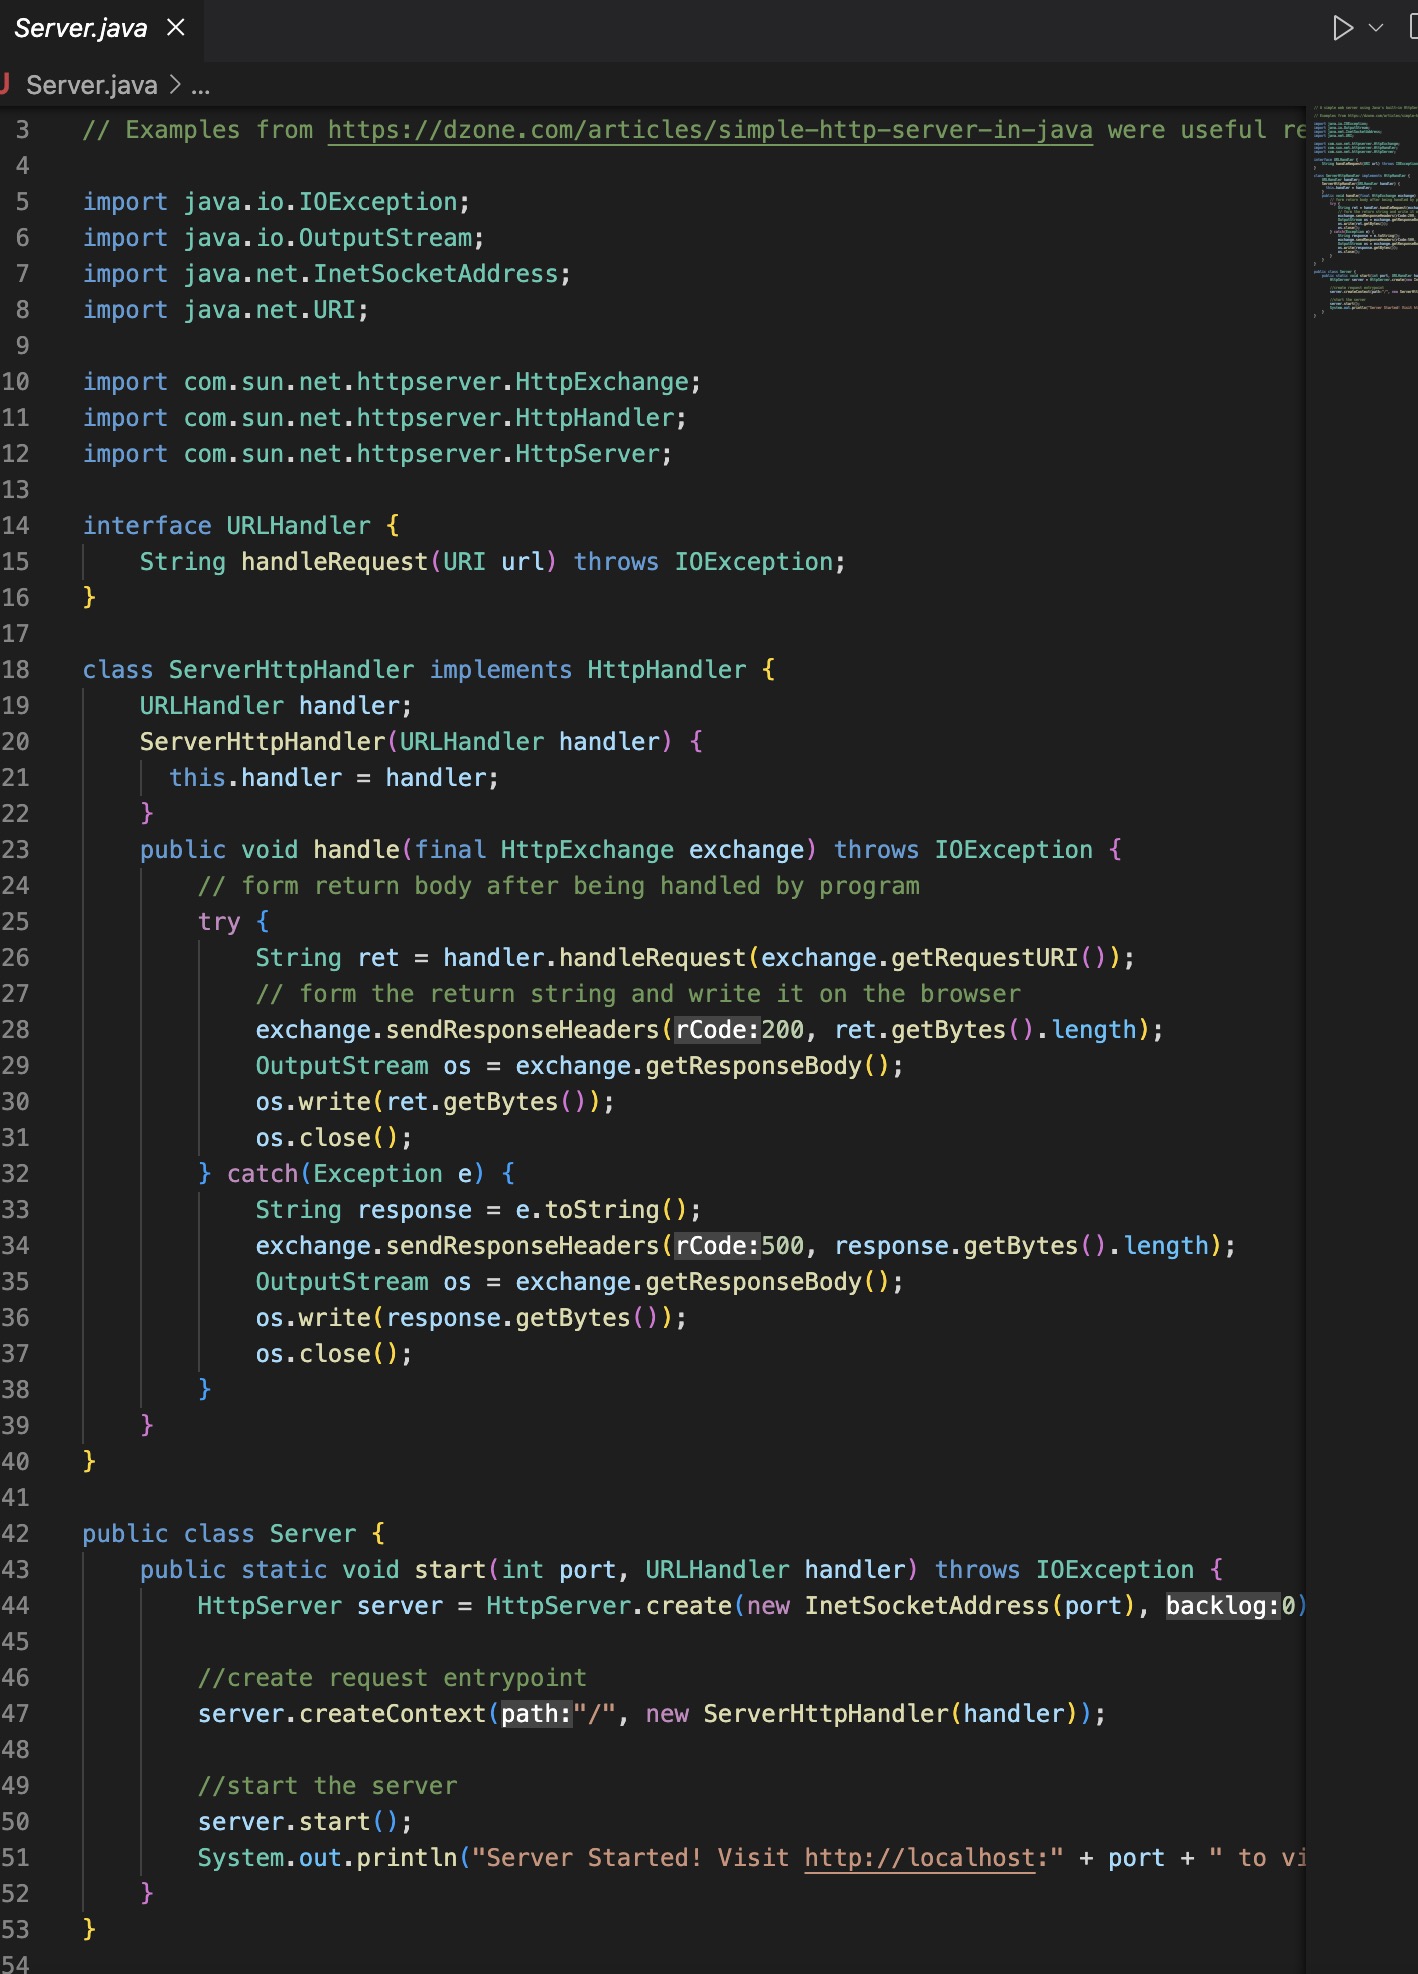 Server.java
Server.java > ...
3 // Examples from https://dzone.com/articles/simple-http-server-in-java were useful re
4
5 import java.io.IOException;
6 import java.io.OutputStream;
7 import java.net.InetSocketAddress;
8 import java.net.URI;
9
10 import com.sun.net.httpserver.HttpExchange;
11 import com.sun.net.httpserver.HttpHandler;
12 import com.sun.net.httpserver.HttpServer;
13
14 interface URLHandler {
15     String handleRequest(URI url) throws IOException;
16 }
17
18 class ServerHttpHandler implements HttpHandler {
19     URLHandler handler;
20     ServerHttpHandler(URLHandler handler) {
21       this.handler = handler;
22     }
23     public void handle(final HttpExchange exchange) throws IOException {
24         // form return body after being handled by program
25         try {
26             String ret = handler.handleRequest(exchange.getRequestURI());
27             // form the return string and write it on the browser
28             exchange.sendResponseHeaders(rCode:200, ret.getBytes().length);
29             OutputStream os = exchange.getResponseBody();
30             os.write(ret.getBytes());
31             os.close();
32         } catch(Exception e) {
33             String response = e.toString();
34             exchange.sendResponseHeaders(rCode:500, response.getBytes().length);
35             OutputStream os = exchange.getResponseBody();
36             os.write(response.getBytes());
37             os.close();
38         }
39     }
40 }
41
42 public class Server {
43     public static void start(int port, URLHandler handler) throws IOException {
44         HttpServer server = HttpServer.create(new InetSocketAddress(port), backlog:0)
45
46         //create request entrypoint
47         server.createContext(path:"/", new ServerHttpHandler(handler));
48
49         //start the server
50         server.start();
51         System.out.println("Server Started! Visit http://localhost:" + port + " to vi
52     }
53 }
54